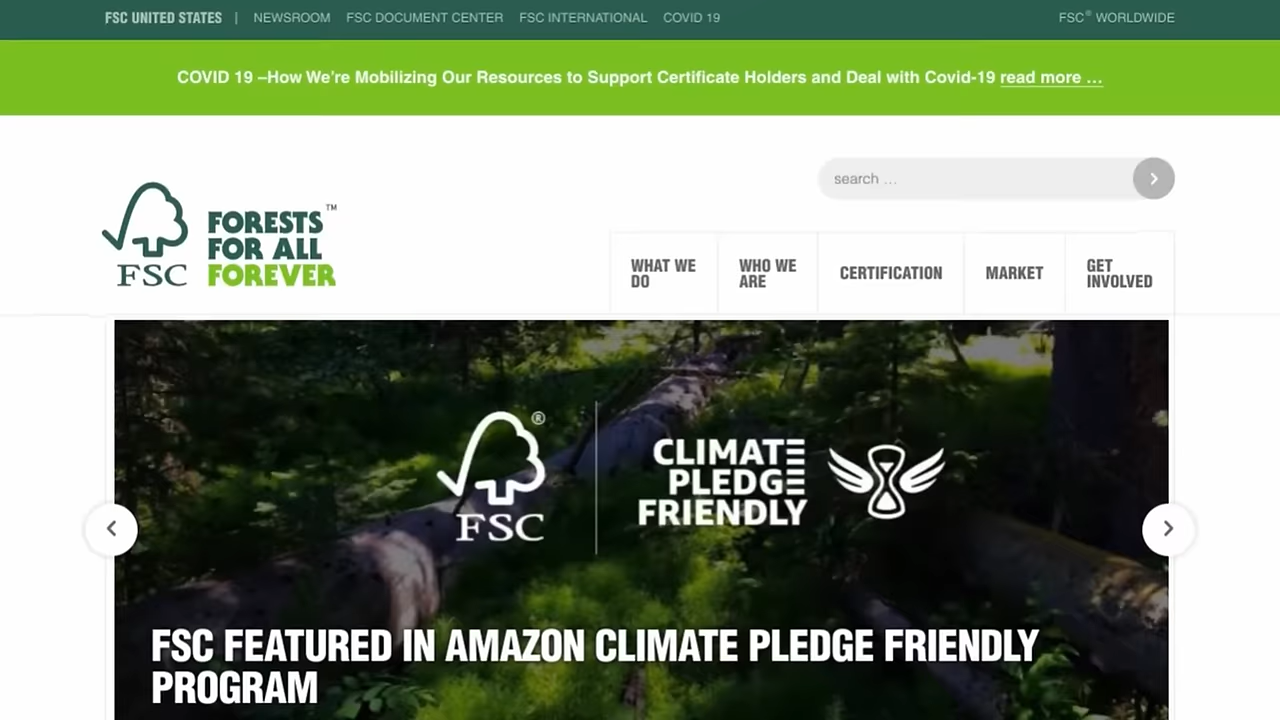 FSC UNITED STATES | NEWSROOM FSC DOCUMENT CENTER FSC INTERNATIONAL COVID 19 FSC® WORLDWIDE
COVID 19 –How We're Mobilizing Our Resources to Support Certificate Holders and Deal with Covid-19 read more ...
search ...
FORESTS ™
FOR ALL
FOREVER
FSC
WHAT WE
DO
WHO WE
ARE
CERTIFICATION
MARKET
GET
INVOLVED
®
FSC
CLIMATE
PLEDGE
FRIENDLY
FSC FEATURED IN AMAZON CLIMATE PLEDGE FRIENDLY
PROGRAM